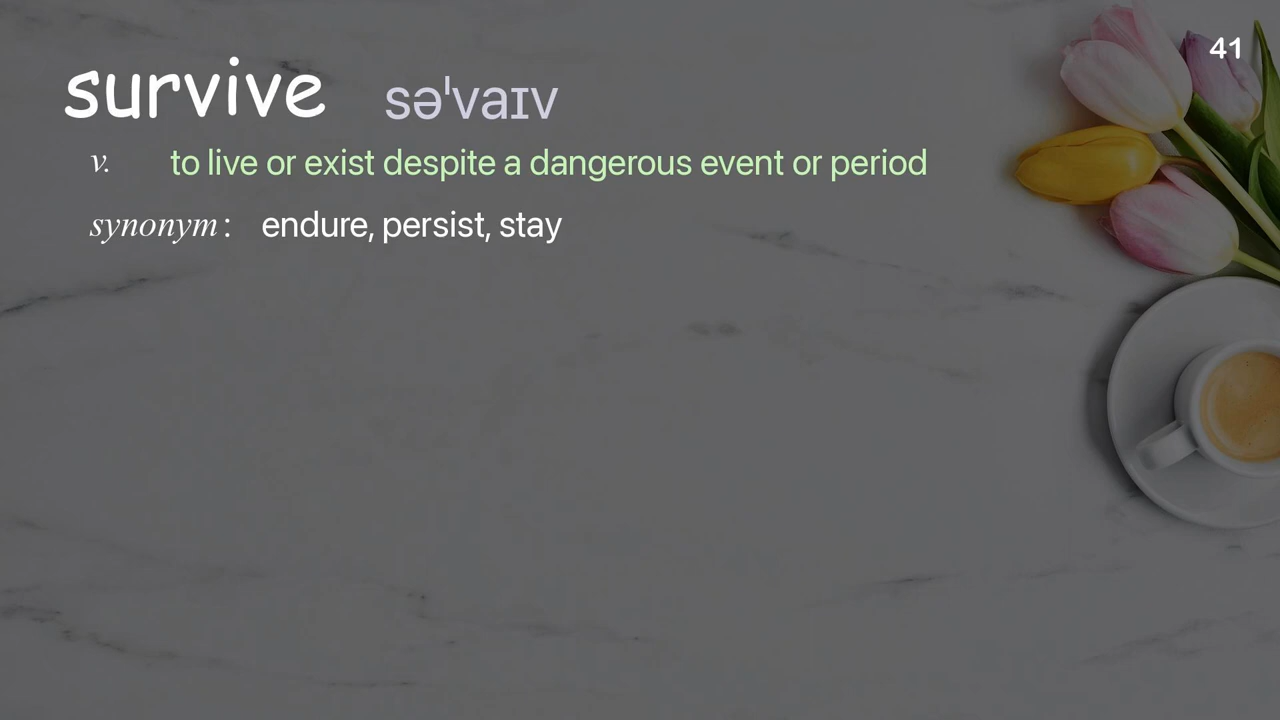 41
survive səˈvaɪv
v. to live or exist despite a dangerous event or period
synonym: endure, persist, stay